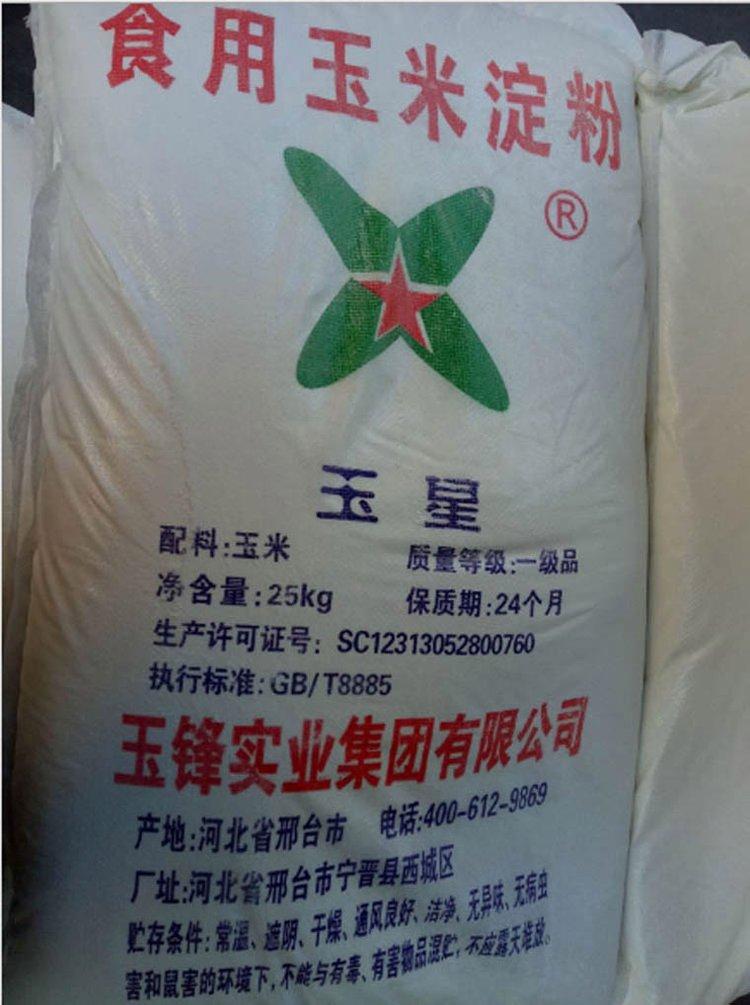 食用玉米淀粉
®
玉星
配料:玉米 质量等级:一级品
净含量:25kg 保质期:24个月
生产许可证号: SC12313052800760
执行标准:GB/T8885
玉锋实业集团有限公司
产地:河北省邢台市 电话:400-612-9869
厂址:河北省邢台市宁晋县西城区
贮存条件:常温、遮阴、干燥、通风良好、洁净、无异味、无病虫
害和鼠害的环境下,不能与有毒、有害物品混贮,不应露天堆放。